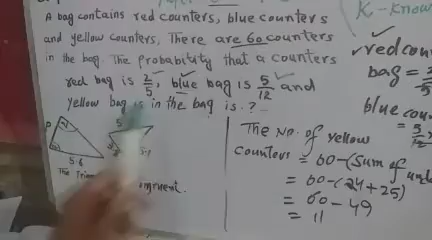 A bag contains red counters, blue counters
and yellow counters, There are 60 counters
in the bag. The Probability that a counters
red bag is 2/5, blue bag is 5/12 and
yellow bag is in the bag is.?
5.6
The
(K-Know
red cou
bag =
blue cou
The No. of yellow
Counters = 60-(Sum of
= 60-(24+25)
= 60-49
= 11